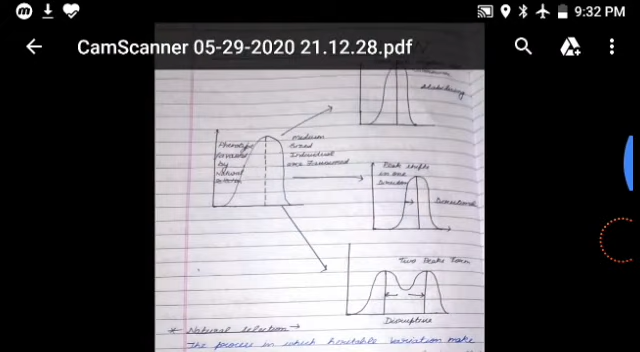 9:32 PM
CamScanner 05-29-2020 21.12.28.pdf
Stabilising
Phenotype
favoured
by
Natural
selection
Medium
Sized
Individual
are favoured
Peak shifts
in one
Direction
Directional
Two Peaks Form
Disruptive
* Natural selection →
The process in which heritable variation make